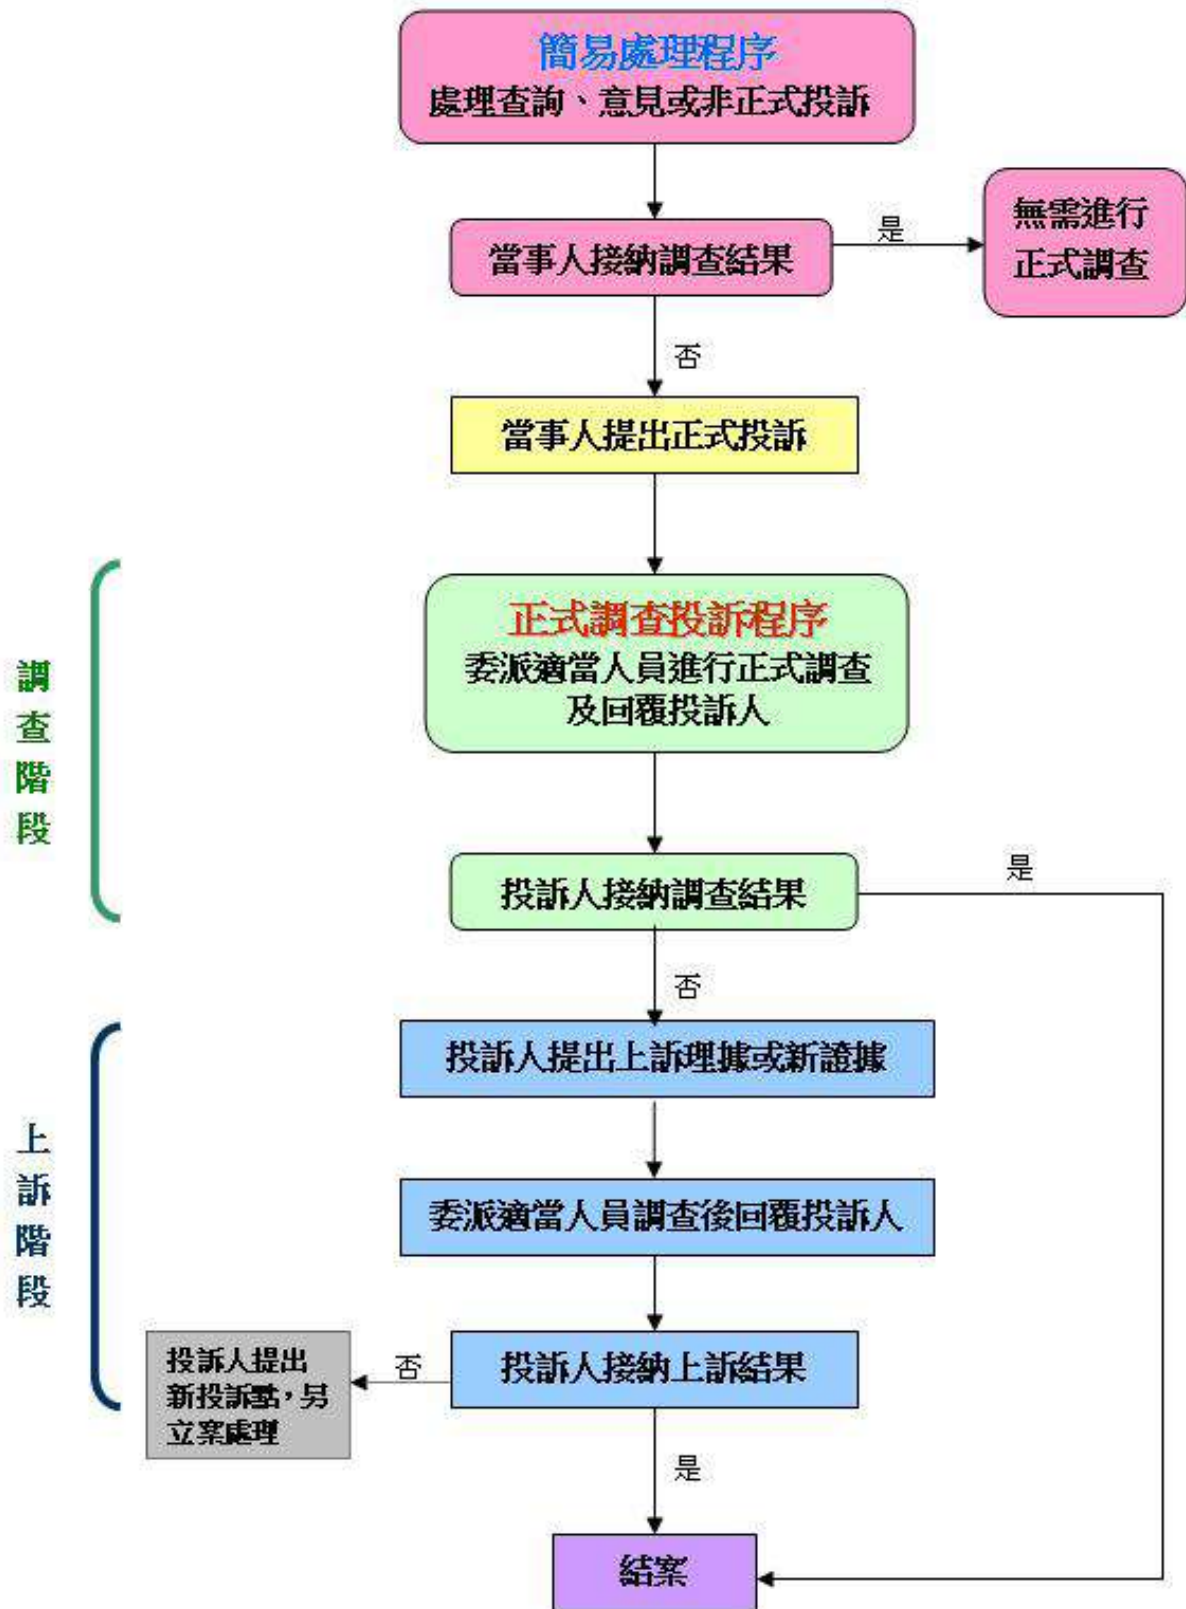 簡易處理程序
處理查詢、意見或非正式投訴
當事人接納調查結果
是
無需進行
正式調查
否
當事人提出正式投訴
調
查
階
段
正式調查投訴程序
委派適當人員進行正式調查
及回覆投訴人
投訴人接納調查結果
是
否
上
訴
階
段
投訴人提出上訴理據或新證據
委派適當人員調查後回覆投訴人
投訴人接納上訴結果
否
投訴人提出
新投訴點，另
立案處理
是
結案